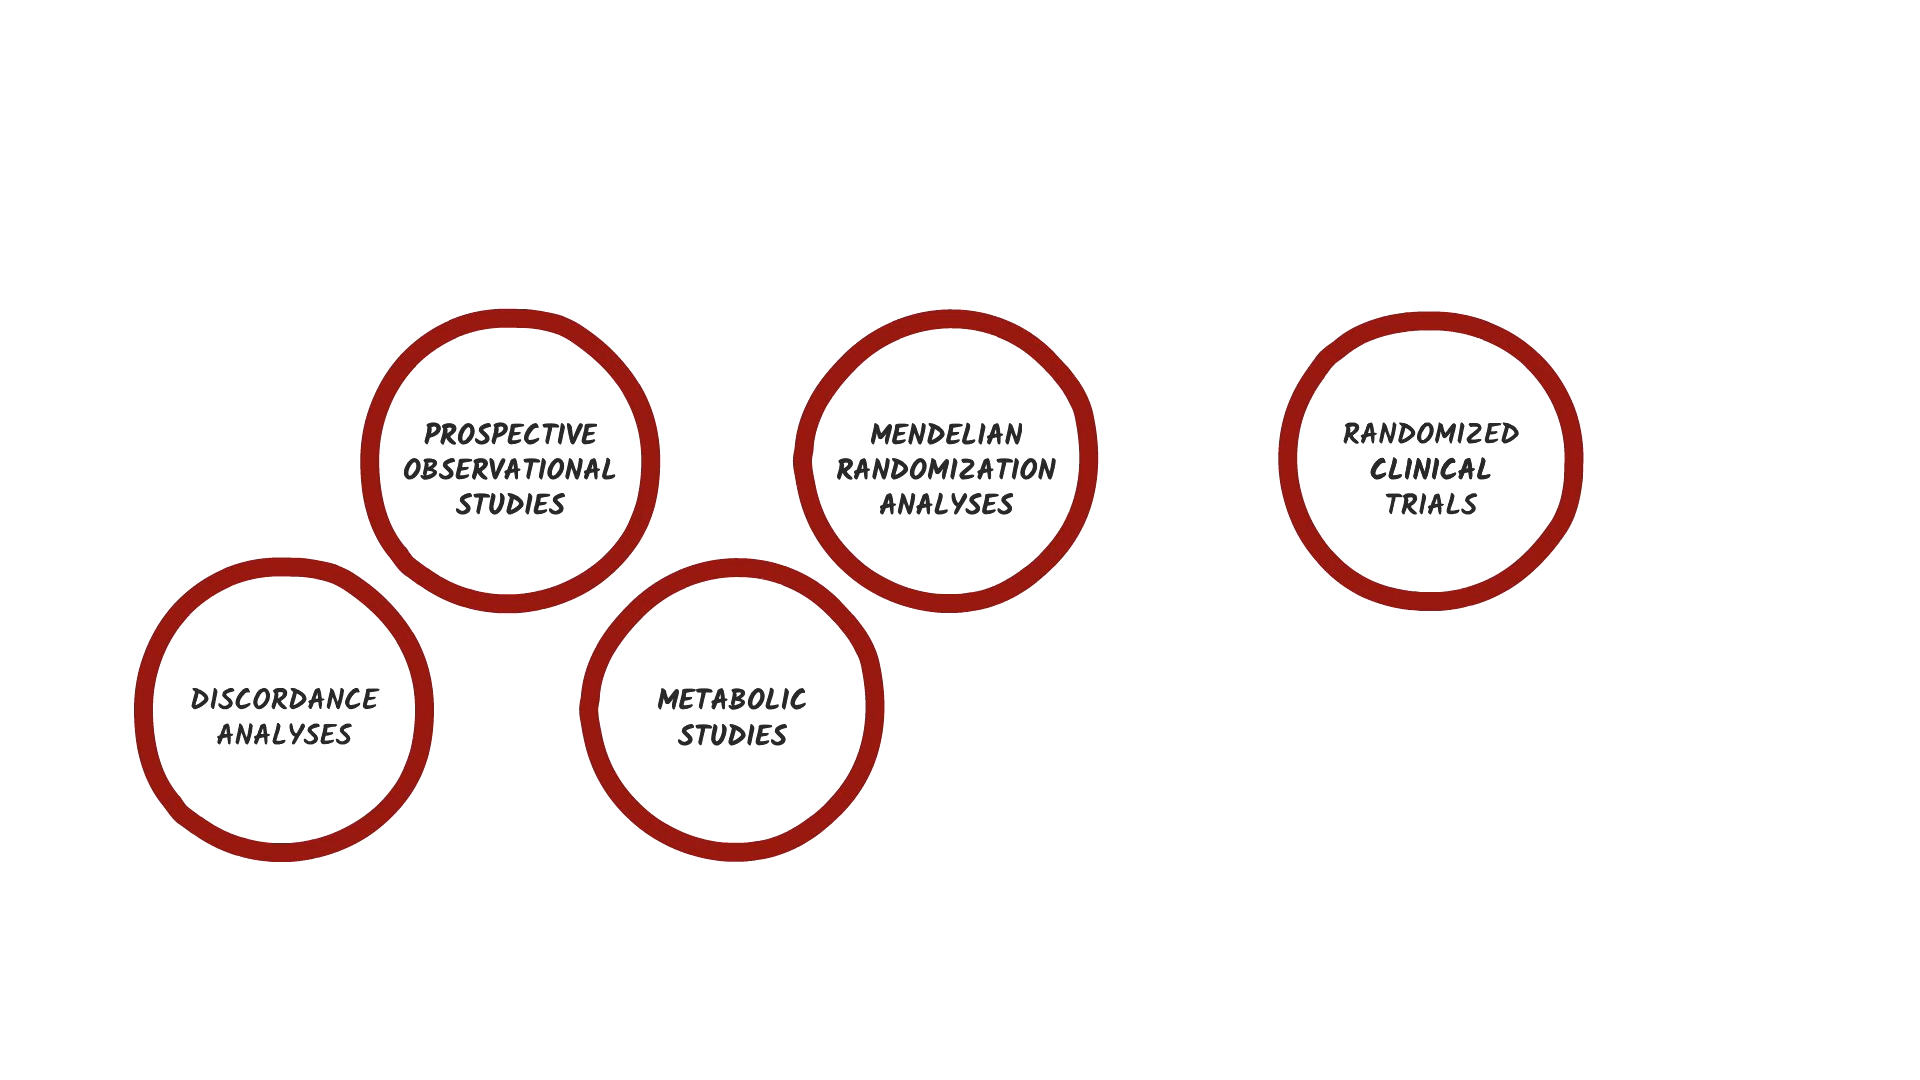 PROSPECTIVE
OBSERVATIONAL
STUDIES
MENDELIAN
RANDOMIZATION
ANALYSES
RANDOMIZED
CLINICAL
TRIALS
DISCORDANCE
ANALYSES
METABOLIC
STUDIES